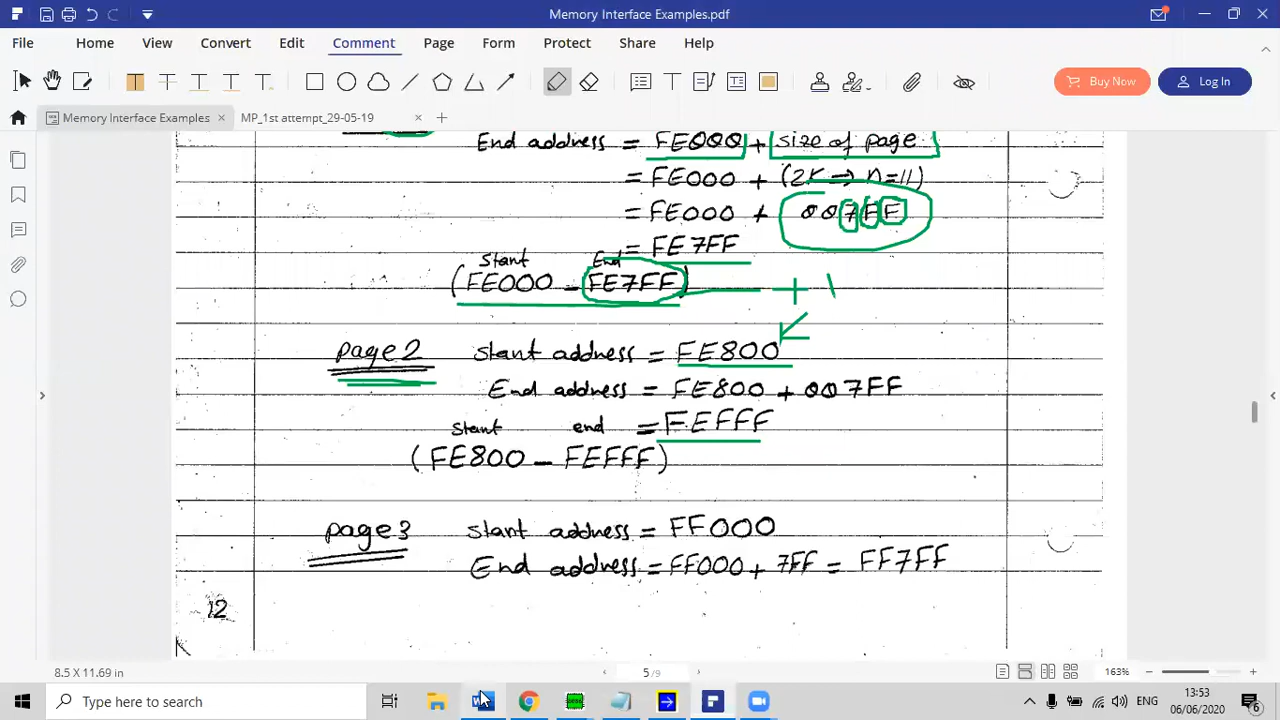 Memory Interface Examples.pdf
File Home View Convert Edit Comment Page Form Protect Share Help
Buy Now Log In
Memory Interface Examples × MP_1st attempt_29-05-19 × +
End address = FE000 + size of page
= FE000 + (2K → n=11)
= FE000 + 007FF
= FE7FF
Start End
(FE000 - FE7FF) + 1
page 2 Start address = FE800
End address = FE800 + 007FF
Start end = FEFFF
(FE800 - FEFFF)
page 3 Start address = FF000
End address = FF000 + 7FF = FF7FF
12
8.5 X 11.69 in 5 /9 163%
Type here to search ENG 13:53
06/06/2020 6